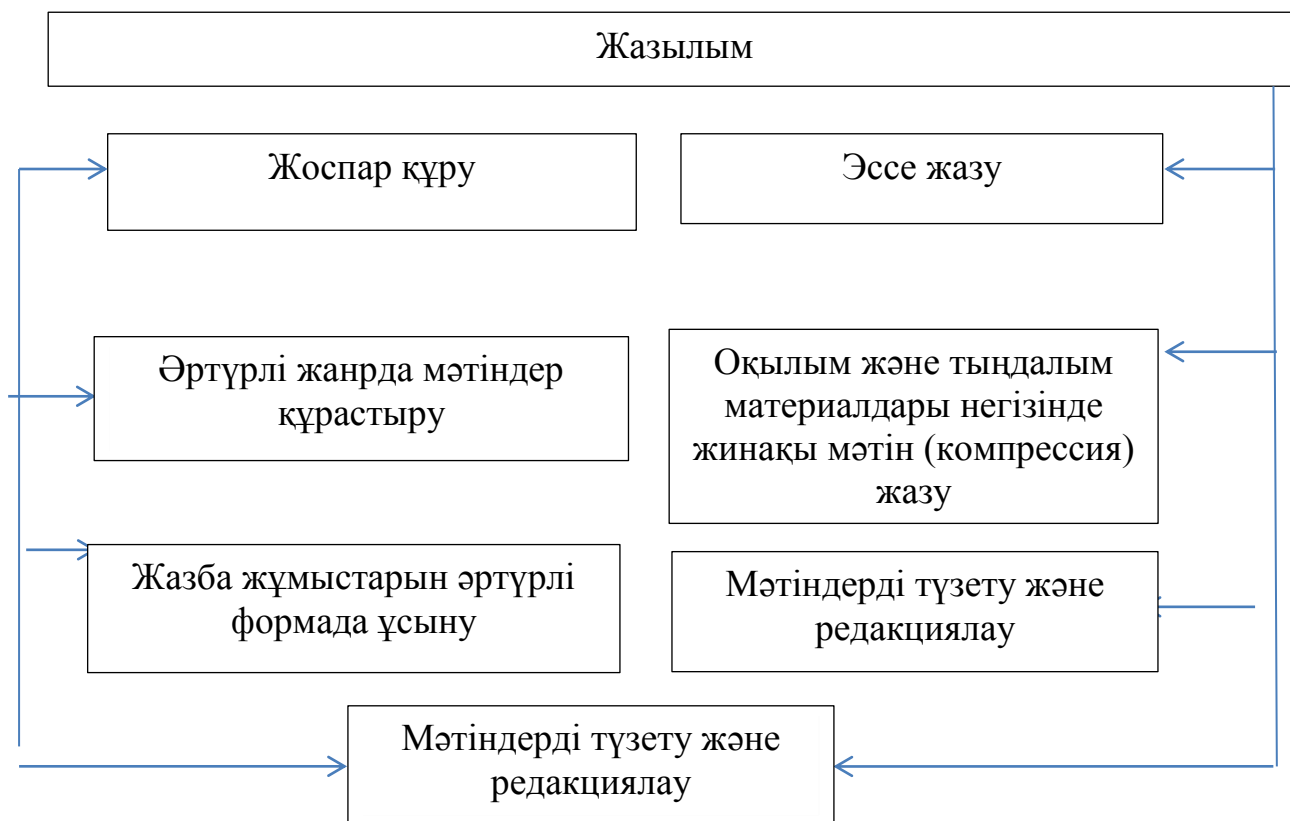 Жазылым
Жоспар құру
Эссе жазу
Әртүрлі жанрда мәтіндер
құрастыру
Оқылым және тыңдалым
материалдары негізінде
жинақы мәтін (компрессия)
жазу
Жазба жұмыстарын әртүрлі
формада ұсыну
Мәтіндерді түзету және
редакциялау
Мәтіндерді түзету және
редакциялау